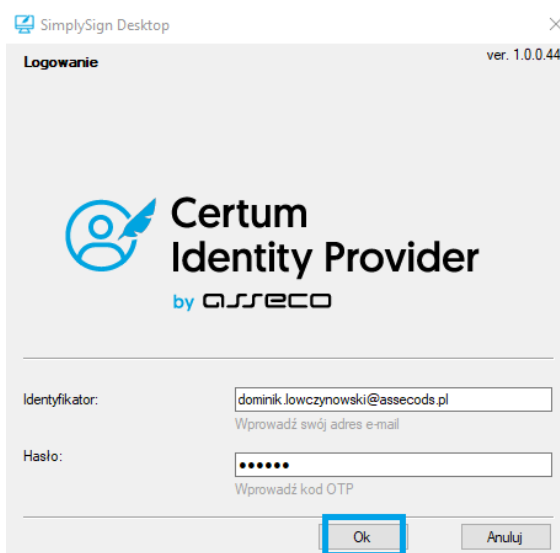 SimplySign Desktop
Logowanie
ver. 1.0.0.44
Certum
Identity Provider
by asseco
Identyfikator:
dominik.lowczynowski@assecods.pl
Wprowadź swój adres e-mail
Hasło:
••••••
Wprowadź kod OTP
Ok
Anuluj